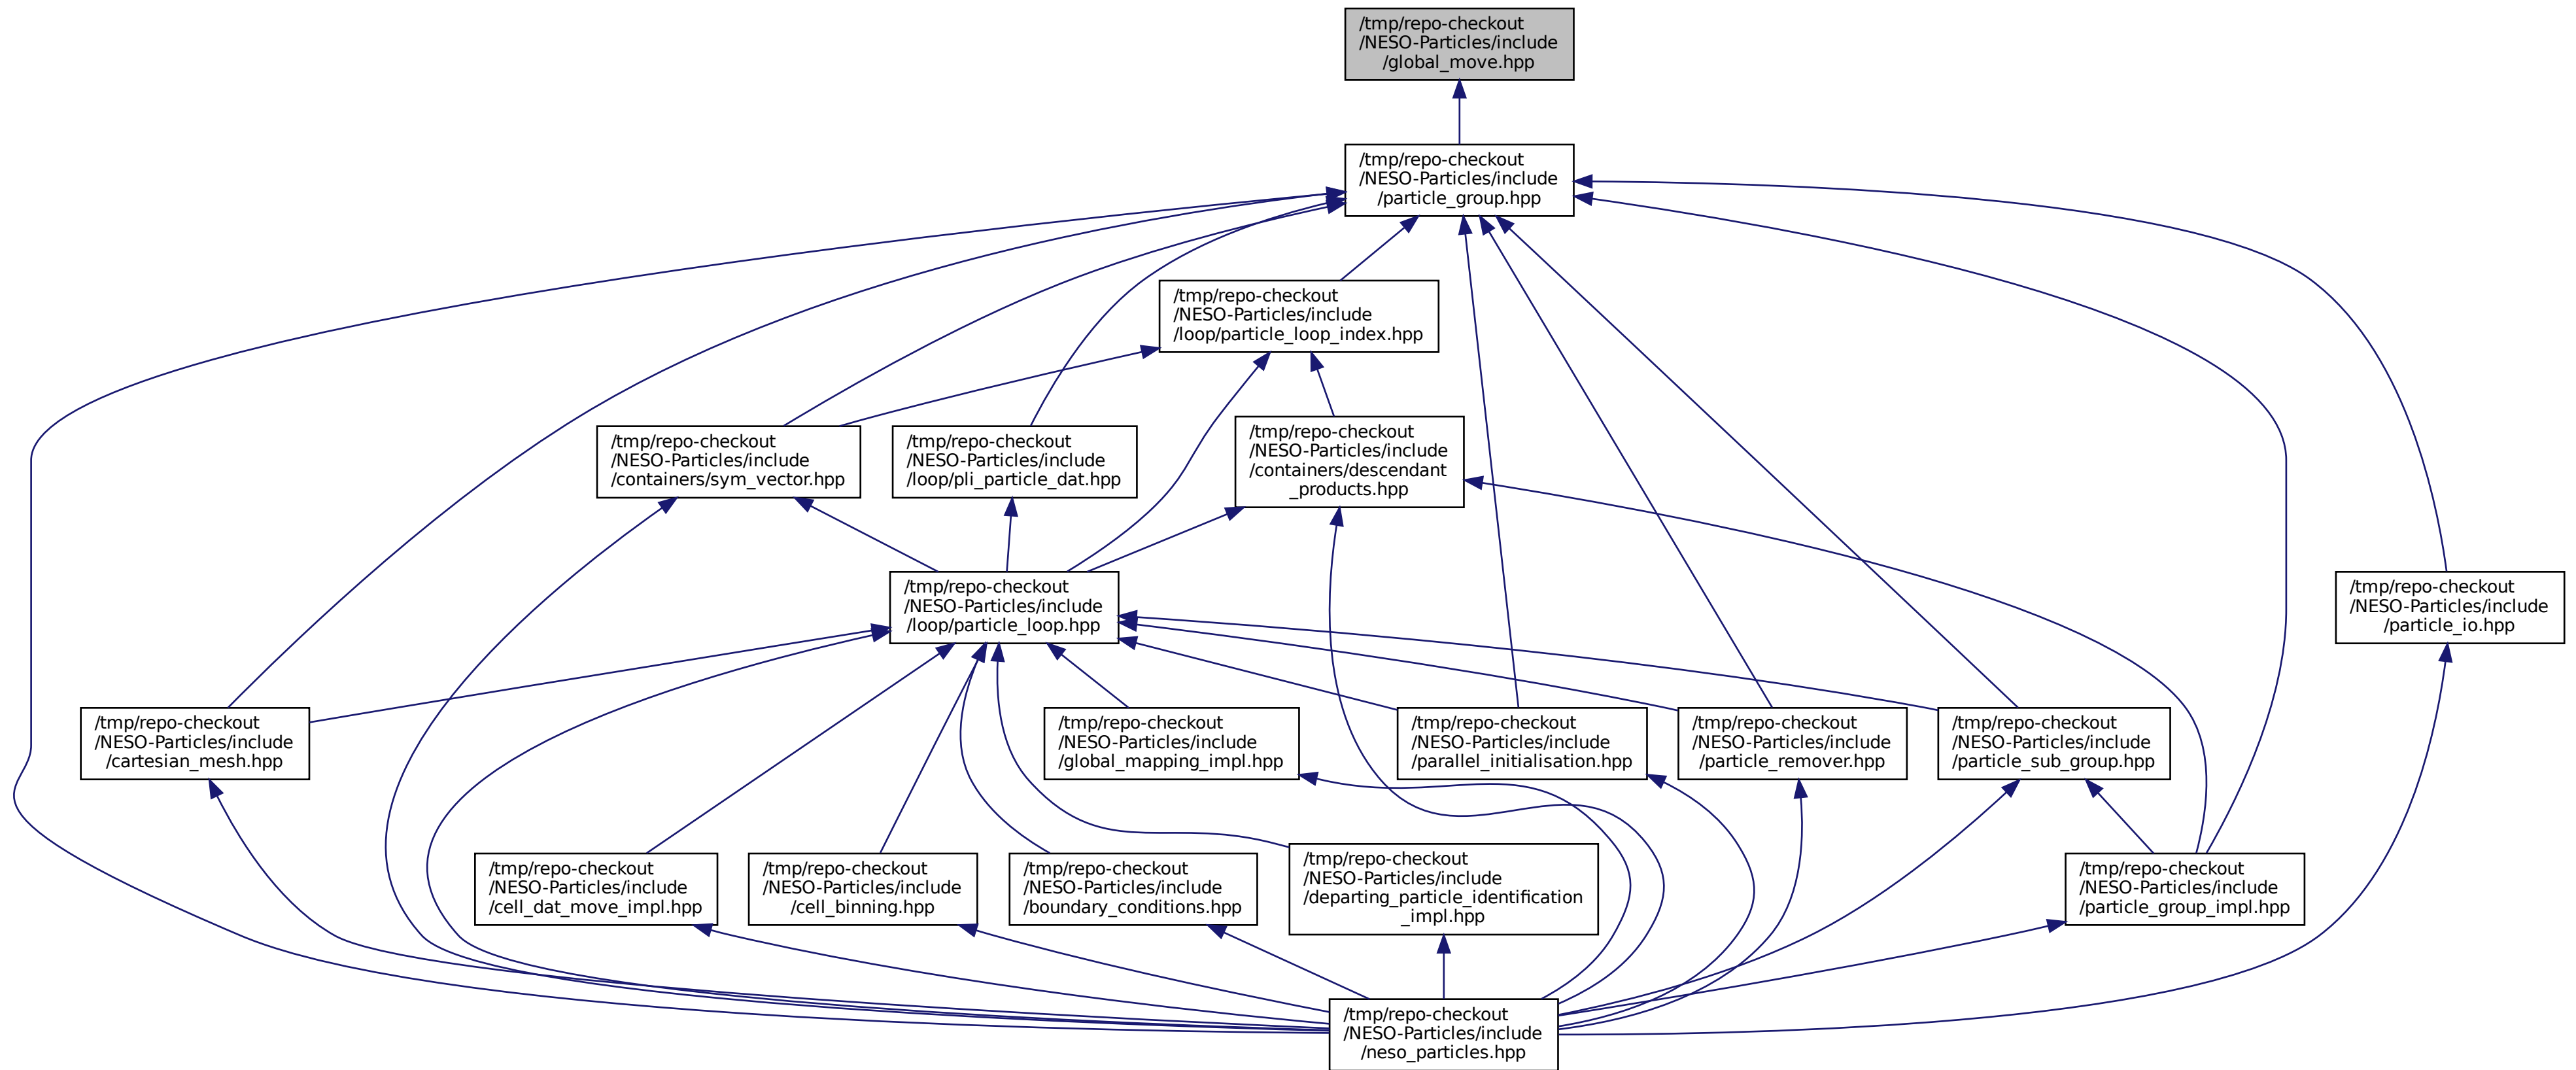 /tmp/repo-checkout
/NESO-Particles/include
/global_move.hpp
/tmp/repo-checkout
/NESO-Particles/include
/particle_group.hpp
/tmp/repo-checkout
/NESO-Particles/include
/loop/particle_loop_index.hpp
/tmp/repo-checkout
/NESO-Particles/include
/containers/sym_vector.hpp
/tmp/repo-checkout
/NESO-Particles/include
/loop/pli_particle_dat.hpp
/tmp/repo-checkout
/NESO-Particles/include
/containers/descendant
_products.hpp
/tmp/repo-checkout
/NESO-Particles/include
/loop/particle_loop.hpp
/tmp/repo-checkout
/NESO-Particles/include
/particle_io.hpp
/tmp/repo-checkout
/NESO-Particles/include
/cartesian_mesh.hpp
/tmp/repo-checkout
/NESO-Particles/include
/global_mapping_impl.hpp
/tmp/repo-checkout
/NESO-Particles/include
/parallel_initialisation.hpp
/tmp/repo-checkout
/NESO-Particles/include
/particle_remover.hpp
/tmp/repo-checkout
/NESO-Particles/include
/particle_sub_group.hpp
/tmp/repo-checkout
/NESO-Particles/include
/cell_dat_move_impl.hpp
/tmp/repo-checkout
/NESO-Particles/include
/cell_binning.hpp
/tmp/repo-checkout
/NESO-Particles/include
/boundary_conditions.hpp
/tmp/repo-checkout
/NESO-Particles/include
/departing_particle_identification
_impl.hpp
/tmp/repo-checkout
/NESO-Particles/include
/particle_group_impl.hpp
/tmp/repo-checkout
/NESO-Particles/include
/neso_particles.hpp